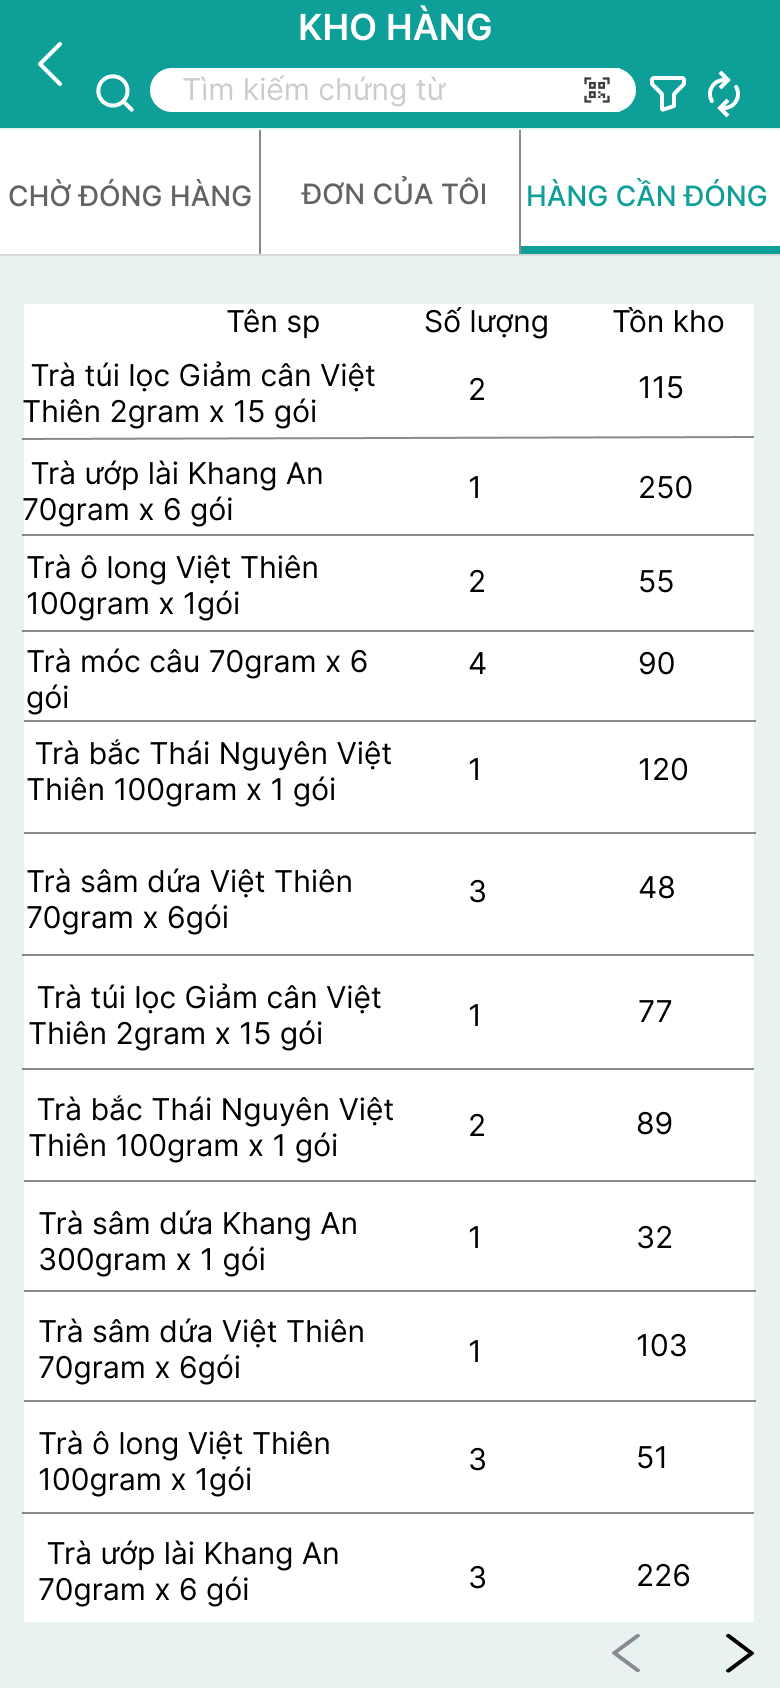 KHO HÀNG
Tìm kiếm chứng từ
CHỜ ĐÓNG HÀNG ĐƠN CỦA TÔI HÀNG CẦN ĐÓNG
Tên sp Số lượng Tồn kho
Trà túi lọc Giảm cân Việt
Thiên 2gram x 15 gói 2 115
Trà ướp lài Khang An
70gram x 6 gói 1 250
Trà ô long Việt Thiên
100gram x 1gói 2 55
Trà móc câu 70gram x 6 4 90
gói
Trà bắc Thái Nguyên Việt
Thiên 100gram x 1 gói 1 120
Trà sâm dứa Việt Thiên
70gram x 6gói 3 48
Trà túi lọc Giảm cân Việt
Thiên 2gram x 15 gói 1 77
Trà bắc Thái Nguyên Việt
Thiên 100gram x 1 gói 2 89
Trà sâm dứa Khang An
300gram x 1 gói 1 32
Trà sâm dứa Việt Thiên
70gram x 6gói 1 103
Trà ô long Việt Thiên
100gram x 1gói 3 51
Trà ướp lài Khang An
70gram x 6 gói 3 226